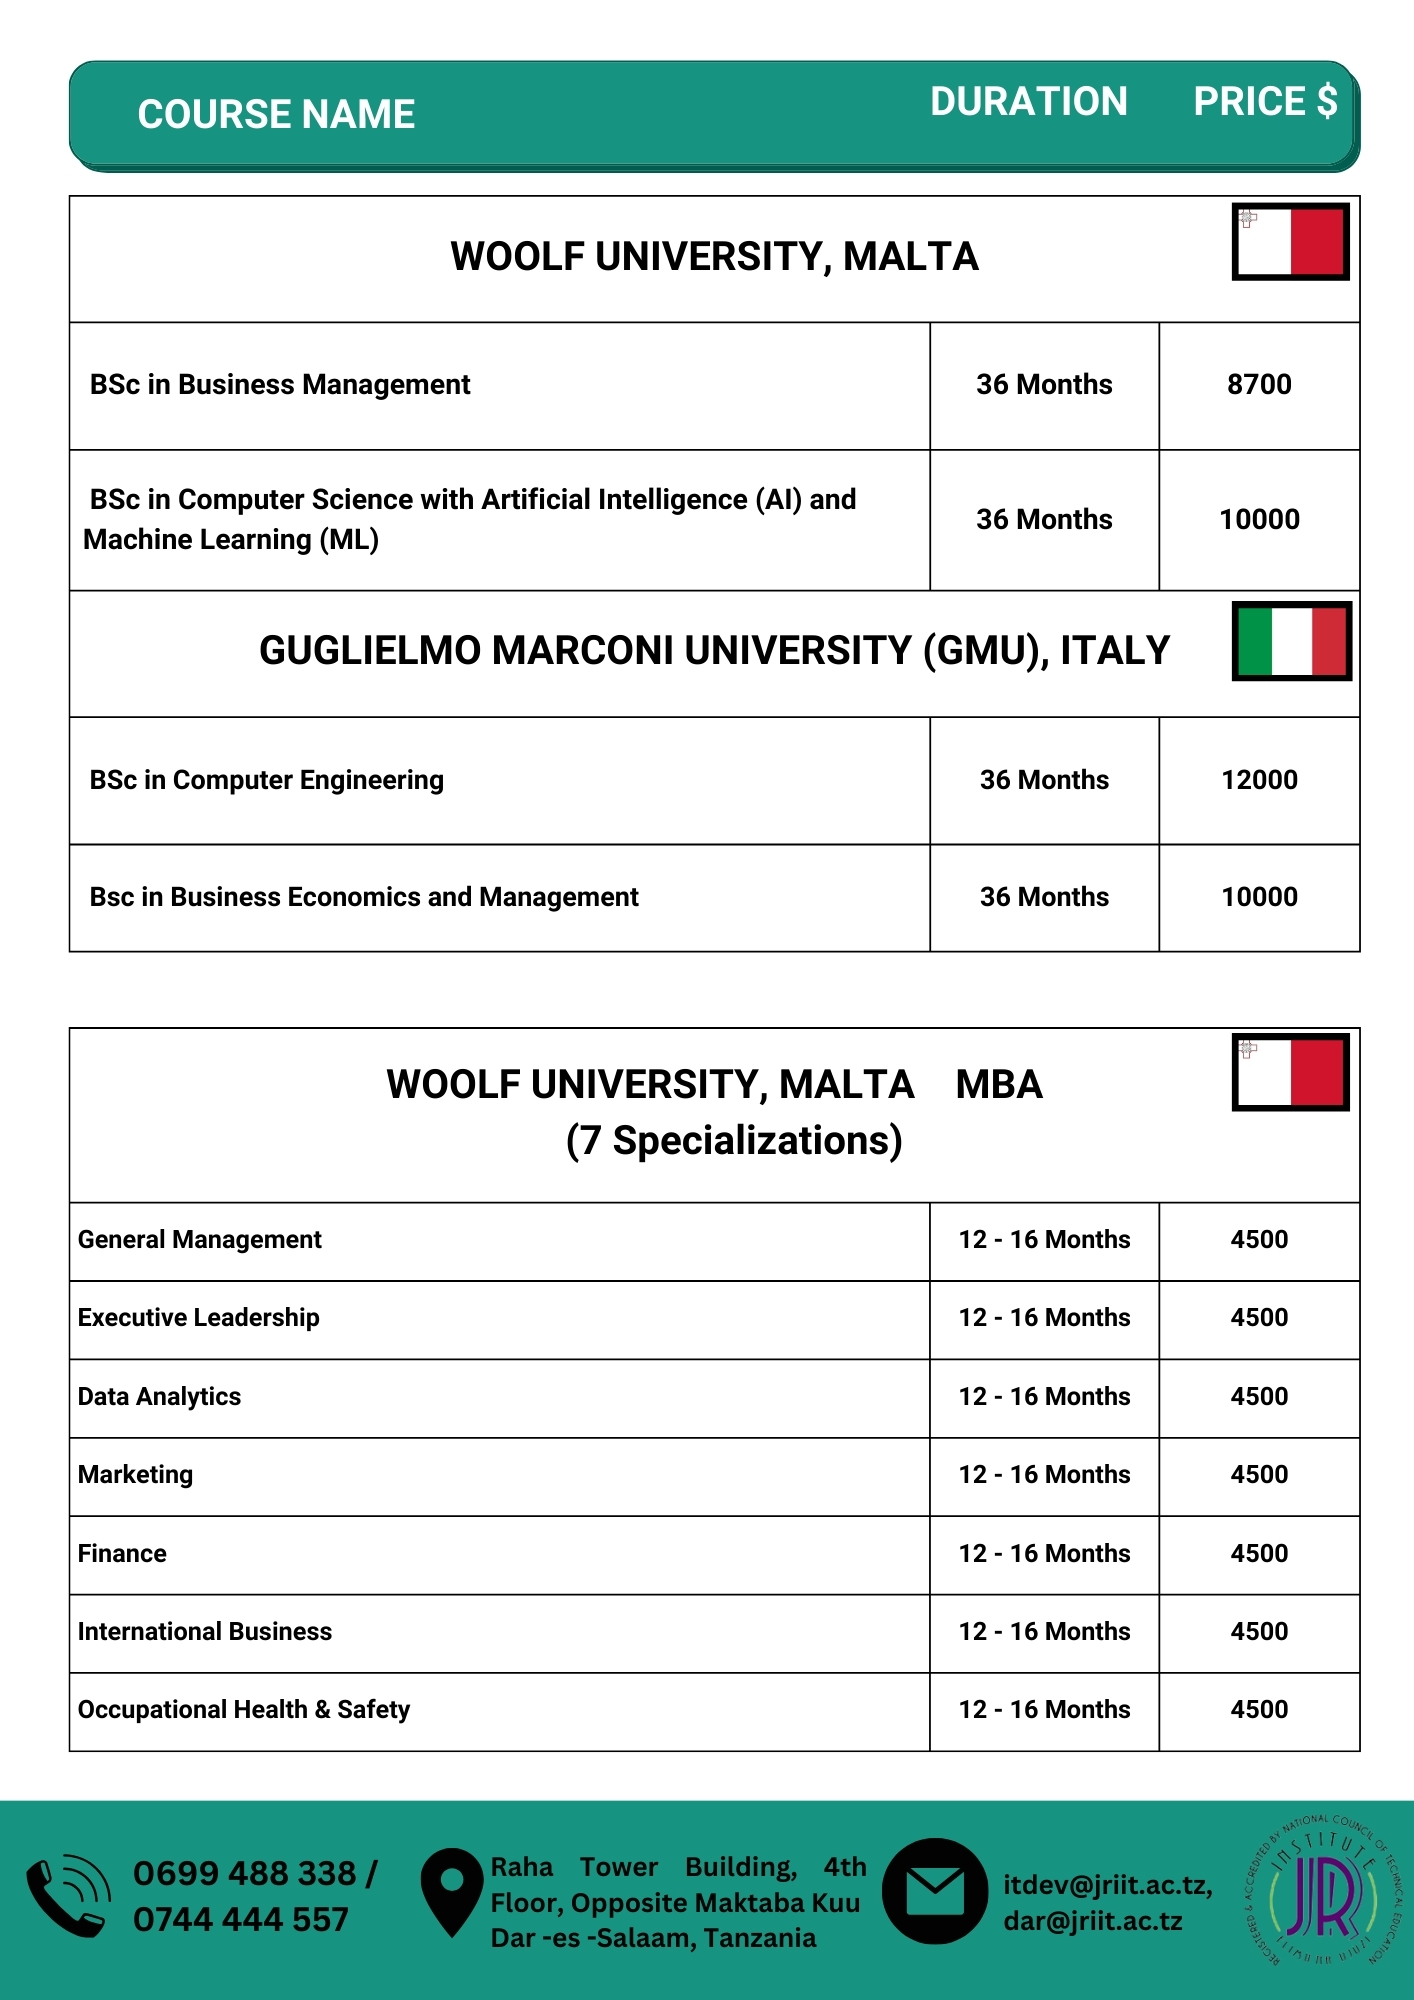 COURSE NAME DURATION PRICE $
WOOLF UNIVERSITY, MALTA
BSc in Business Management 36 Months 8700
BSc in Computer Science with Artificial Intelligence (AI) and
Machine Learning (ML) 36 Months 10000
GUGLIELMO MARCONI UNIVERSITY (GMU), ITALY
BSc in Computer Engineering 36 Months 12000
Bsc in Business Economics and Management 36 Months 10000
WOOLF UNIVERSITY, MALTA MBA
(7 Specializations)
General Management 12 - 16 Months 4500
Executive Leadership 12 - 16 Months 4500
Data Analytics 12 - 16 Months 4500
Marketing 12 - 16 Months 4500
Finance 12 - 16 Months 4500
International Business 12 - 16 Months 4500
Occupational Health & Safety 12 - 16 Months 4500
0699 488 338 /
0744 444 557
Raha Tower Building, 4th
Floor, Opposite Maktaba Kuu
Dar -es -Salaam, Tanzania
itdev@jriit.ac.tz,
dar@jriit.ac.tz
REGISTERED & ACCREDITED BY NATIONAL COUNCIL OF TECHNICAL EDUCATION
INSTITUTE
JR